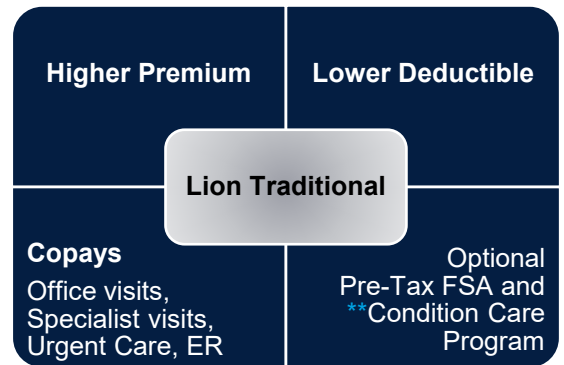 Higher Premium
Lower Deductible
Lion Traditional
Copays
Office visits,
Specialist visits,
Urgent Care, ER
Optional
Pre-Tax FSA and
**Condition Care
Program